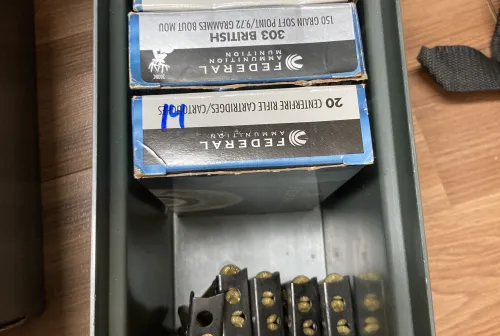 150 GRAIN SOFT POINT/9.72 GRAMMES BOUT MOU
303 BRITISH
FEDERAL
AMMUNITION
MUNITION
20 CENTERFIRE RIFLE CARTRIDGES/CARTOUCHES
14
FEDERAL
AMMUNITION
MUNITION